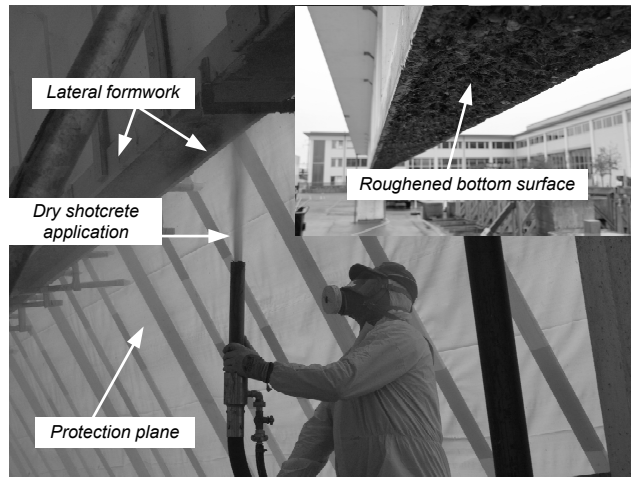 Lateral formwork
Roughened bottom surface
Dry shotcrete
application
Protection plane